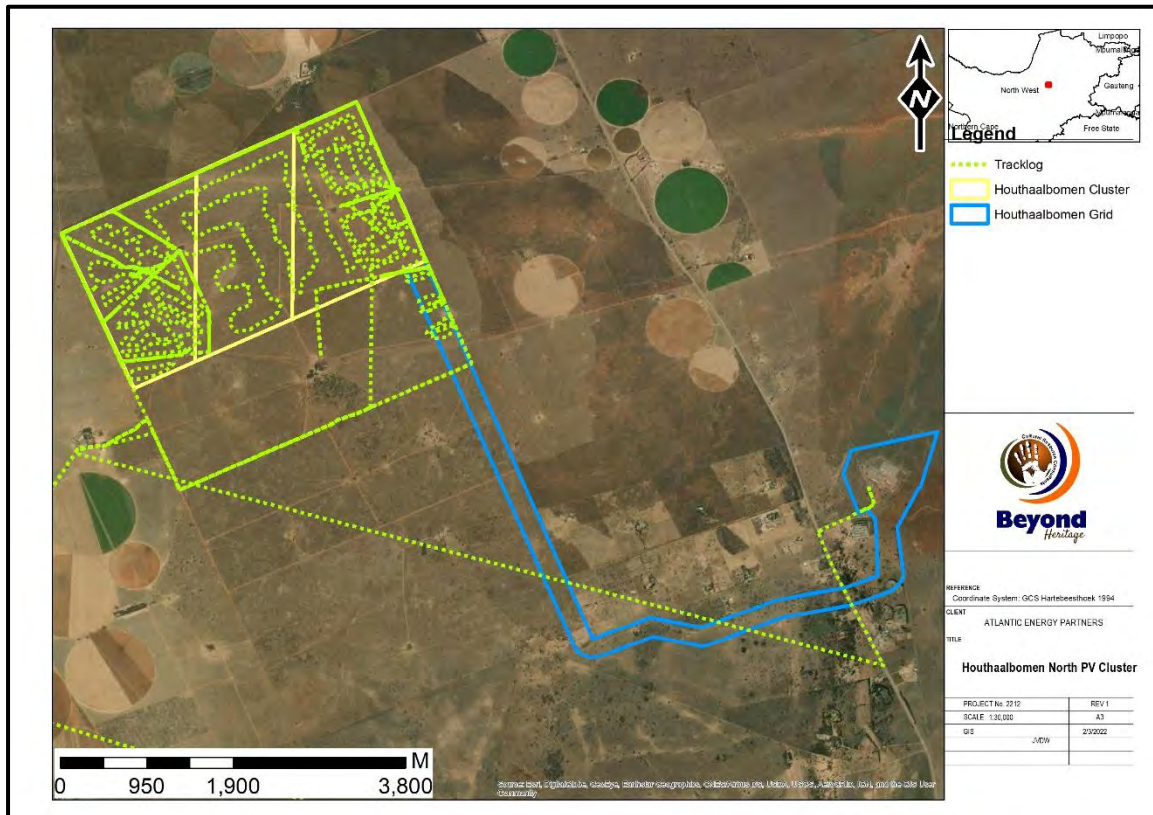 Limpopo
North West
Gauteng
Northern Cape
Free State
N
Legend
Tracklog
Houthaalbomen Cluster
Houthaalbomen Grid
Beyond
Heritage
REFERENCE
Coordinate System: GCS Hartebeesthoek 1994
CLIENT
ATLANTIC ENERGY PARTNERS
TITLE
Houthaalbomen North PV Cluster
PROJECT No. 2212 REV 1
SCALE 1:30,000 A3
GIS JVDW 2/3/2022
M
0 950 1,900 3,800
Community